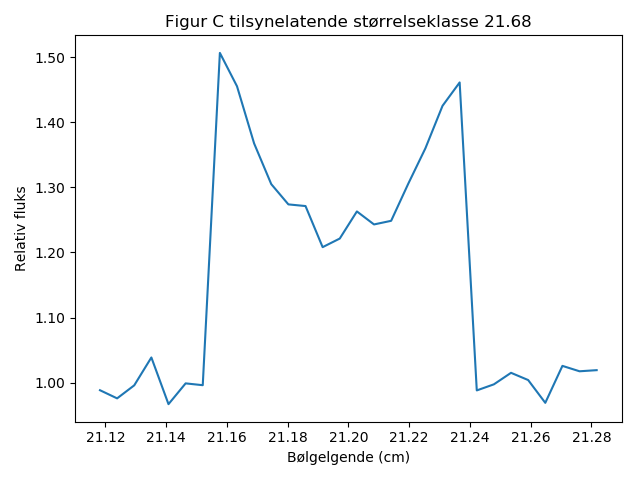 Figur C tilsynelatende størrelseklasse 21.68
1.50
1.40
1.30
1.20
1.10
1.00
Relativ fluks
21.12 21.14 21.16 21.18 21.20 21.22 21.24 21.26 21.28
Bølgelgende (cm)